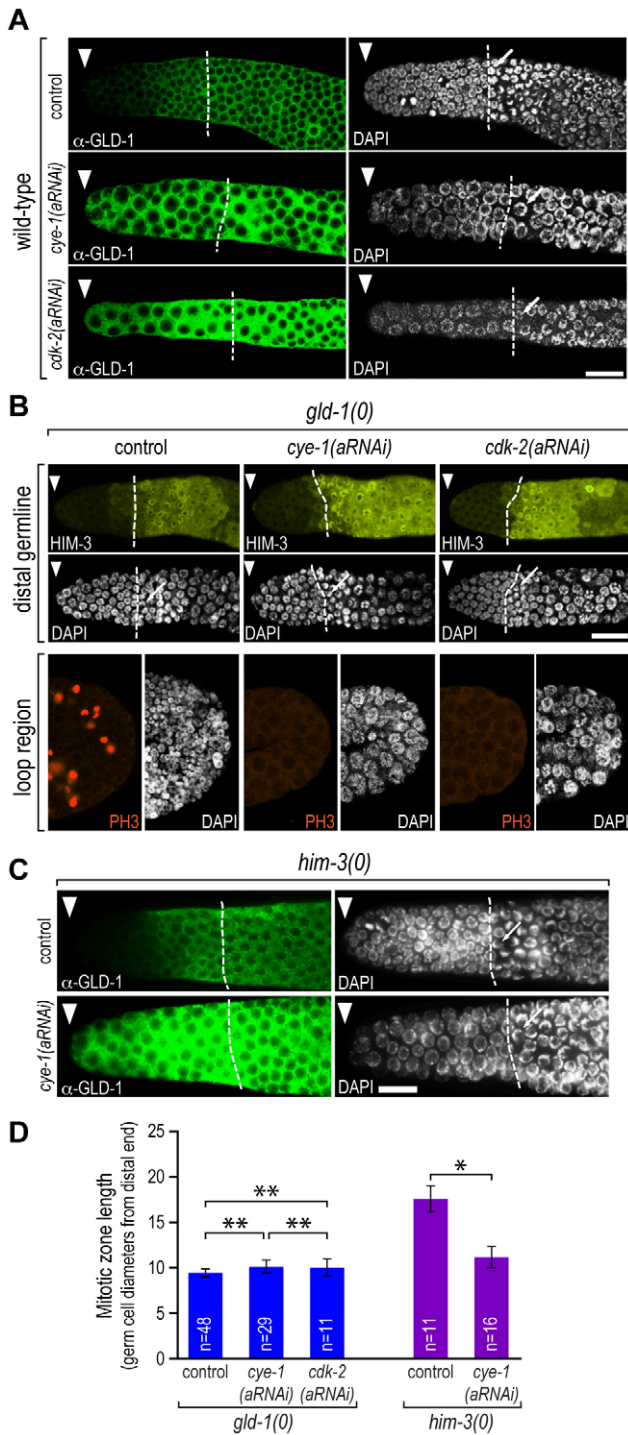 A
wild-type
control
α-GLD-1
DAPI
cye-1(aRNAi)
α-GLD-1
DAPI
cdk-2(aRNAi)
α-GLD-1
DAPI
B
gld-1(0)
control
cye-1(aRNAi)
cdk-2(aRNAi)
distal germline
HIM-3
HIM-3
HIM-3
DAPI
DAPI
DAPI
loop region
PH3
DAPI
PH3
DAPI
PH3
DAPI
C
him-3(0)
control
α-GLD-1
DAPI
cye-1(aRNAi)
α-GLD-1
DAPI
D
Mitotic zone length
(germ cell diameters from distal end)
25
20
15
10
5
0
**
**
**
*
n=48
n=29
n=11
n=11
n=16
control
cye-1
(aRNAi)
cdk-2
(aRNAi)
control
cye-1
(aRNAi)
gld-1(0)
him-3(0)